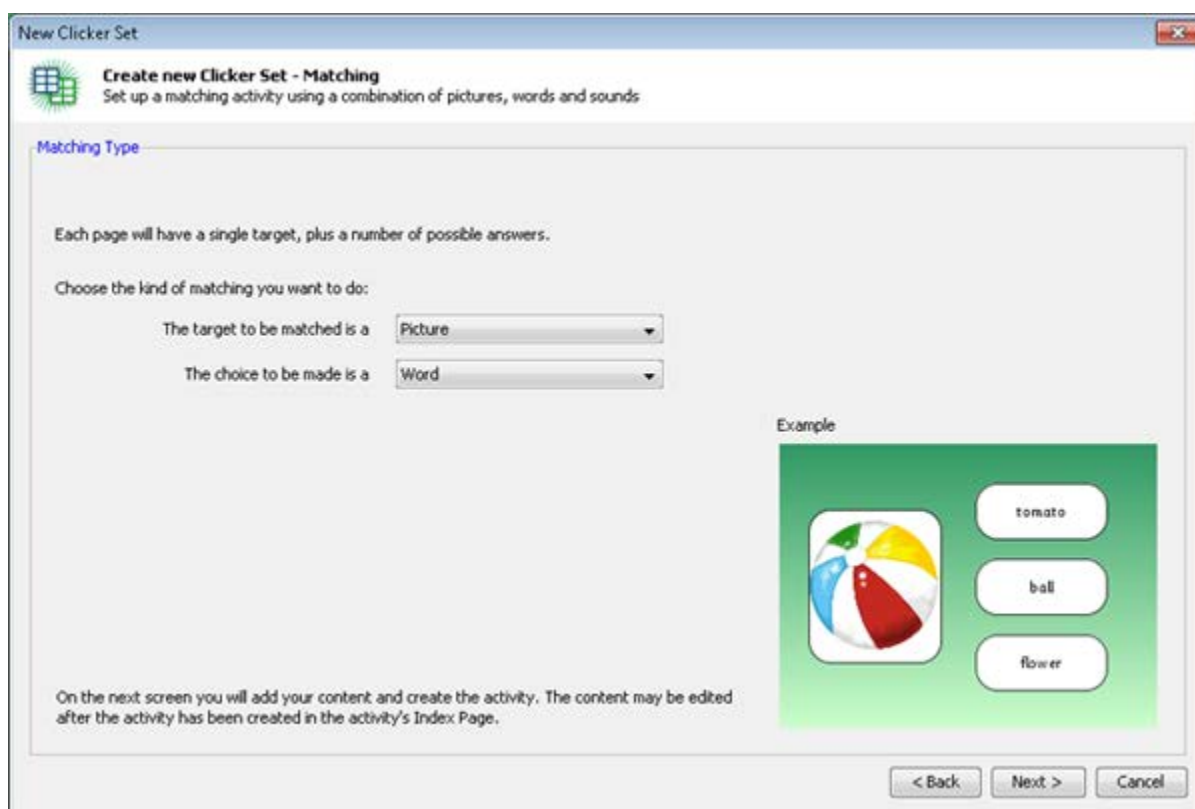 New Clicker Set
Create new Clicker Set - Matching
Set up a matching activity using a combination of pictures, words and sounds
Matching Type
Each page will have a single target, plus a number of possible answers.
Choose the kind of matching you want to do:
The target to be matched is a Picture
The choice to be made is a Word
Example
tomato
ball
flower
On the next screen you will add your content and create the activity. The content may be edited
after the activity has been created in the activity's Index Page.
< Back Next > Cancel